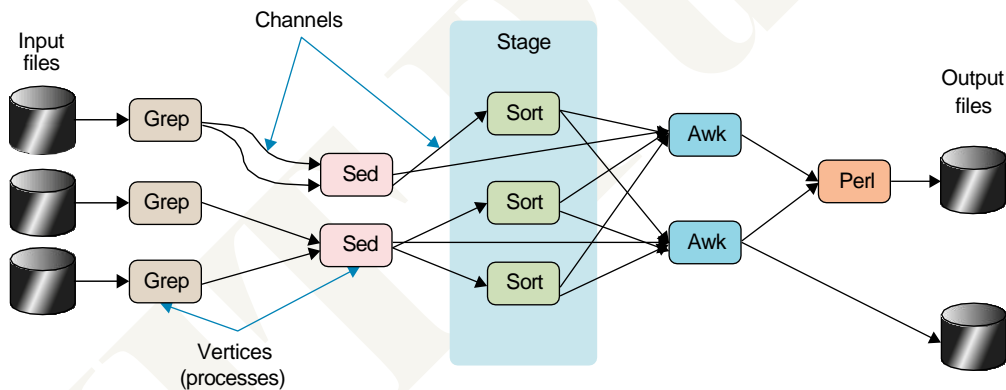 Channels
Input
files
Stage
Output
files
Grep
Sort
Awk
Sed
Perl
Grep
Sort
Sed
Awk
Grep
Sort
Vertices
(processes)